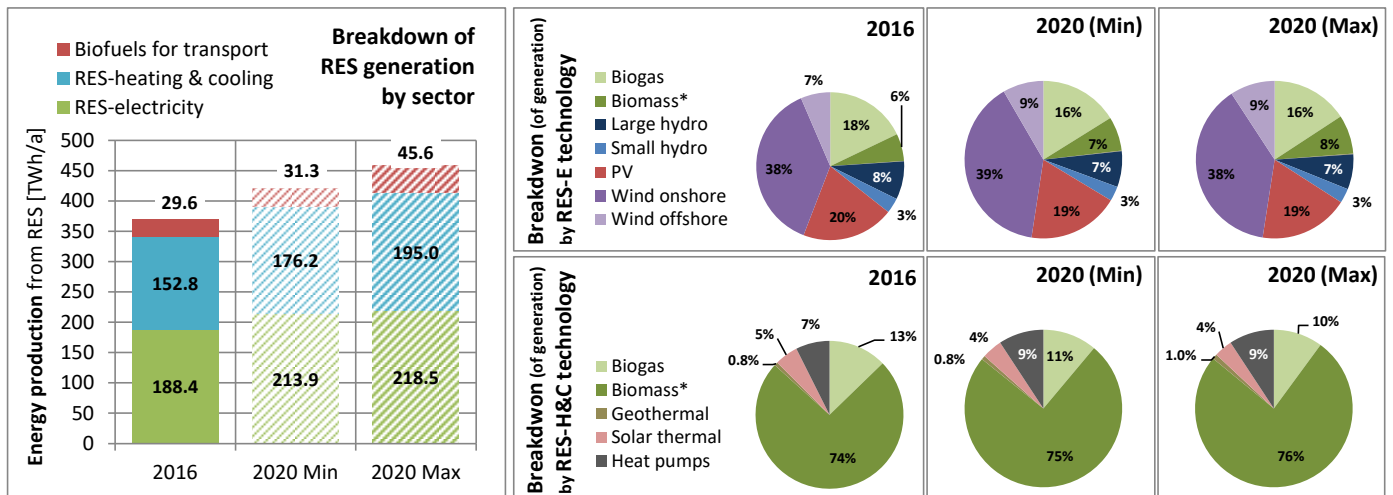 Breakdown of
RES generation
by sector
Biofuels for transport
RES-heating & cooling
RES-electricity
Energy production from RES [TWh/a]
500
450
400
350
300
250
200
150
100
50
0
29.6
152.8
188.4
31.3
176.2
213.9
45.6
195.0
218.5
2016
2020 Min
2020 Max
Breakdwon (of generation)
by RES-E technology
Biogas
Biomass*
Large hydro
Small hydro
PV
Wind onshore
Wind offshore
2016
7%
6%
18%
38%
8%
3%
20%
2020 (Min)
9%
16%
7%
39%
7%
3%
19%
2020 (Max)
9%
16%
8%
38%
7%
3%
19%
Breakdwon (of generation)
by RES-H&C technology
Biogas
Biomass*
Geothermal
Solar thermal
Heat pumps
2016
7%
5%
13%
0.8%
74%
2020 (Min)
4%
9%
11%
0.8%
75%
2020 (Max)
10%
4%
9%
1.0%
76%